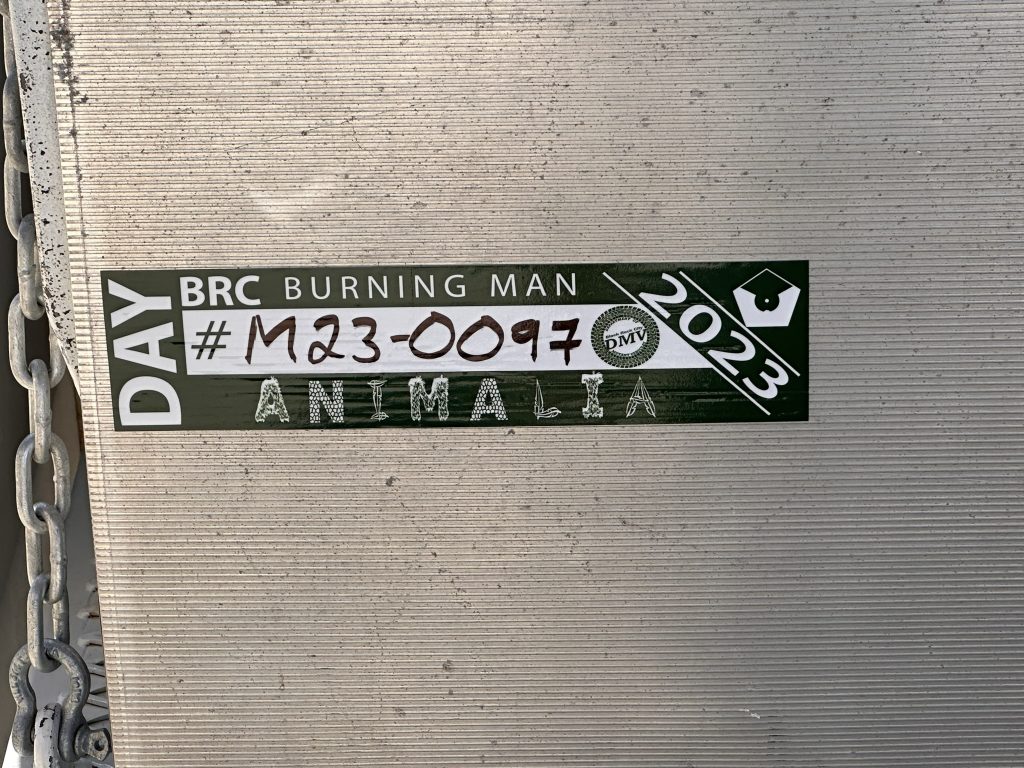 DAY
BRC BURNING MAN
# M23-0097
DMV
ANIMALIA
2023